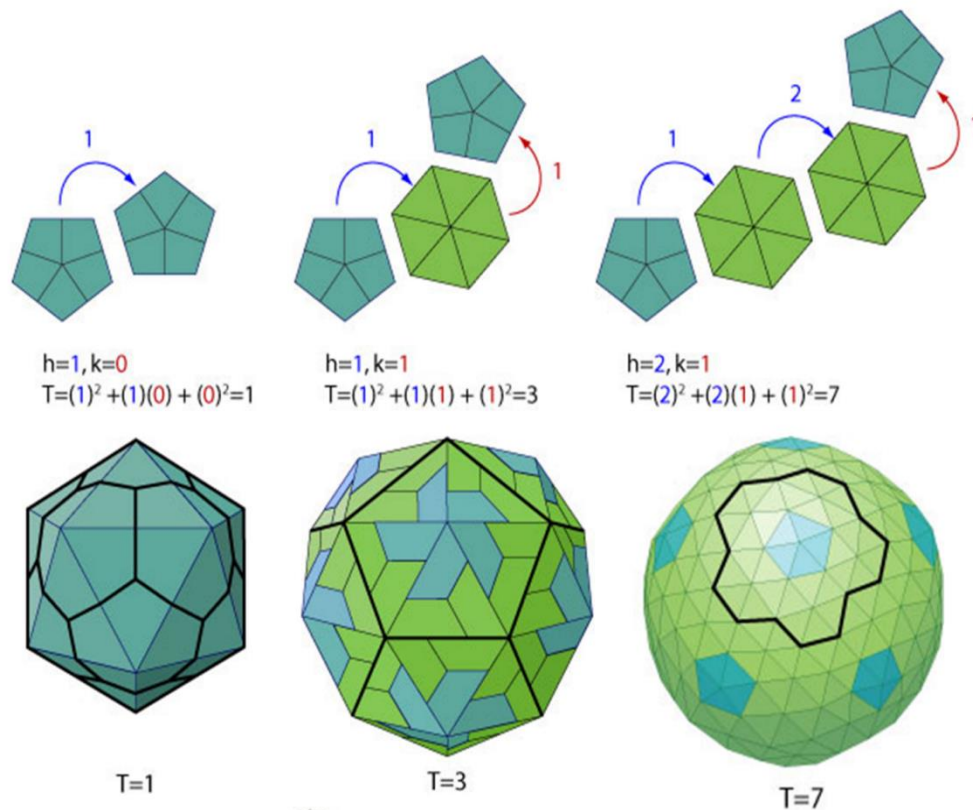 1
1
1
1
2
h=1, k=0
T=(1)² +(1)(0) + (0)²=1
h=1, k=1
T=(1)² +(1)(1) + (1)²=3
h=2, k=1
T=(2)² +(2)(1) + (1)²=7
T=1
T=3
T=7